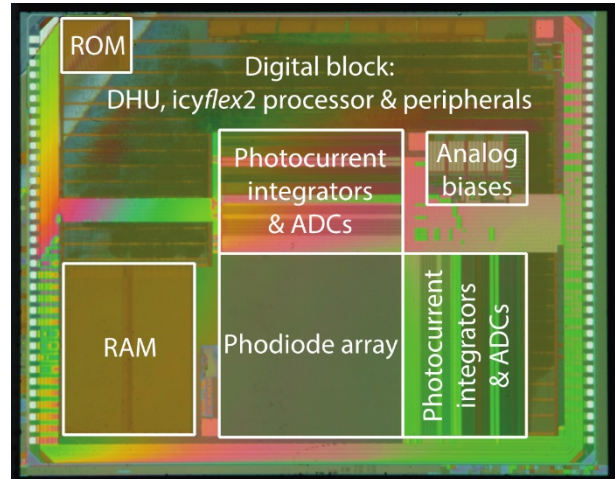 ROM
Digital block:
DHU, icyflex2 processor & peripherals
Photocurrent
integrators
& ADCs
Analog
biases
RAM
Phodiode array
Photocurrent
integrators
& ADCs